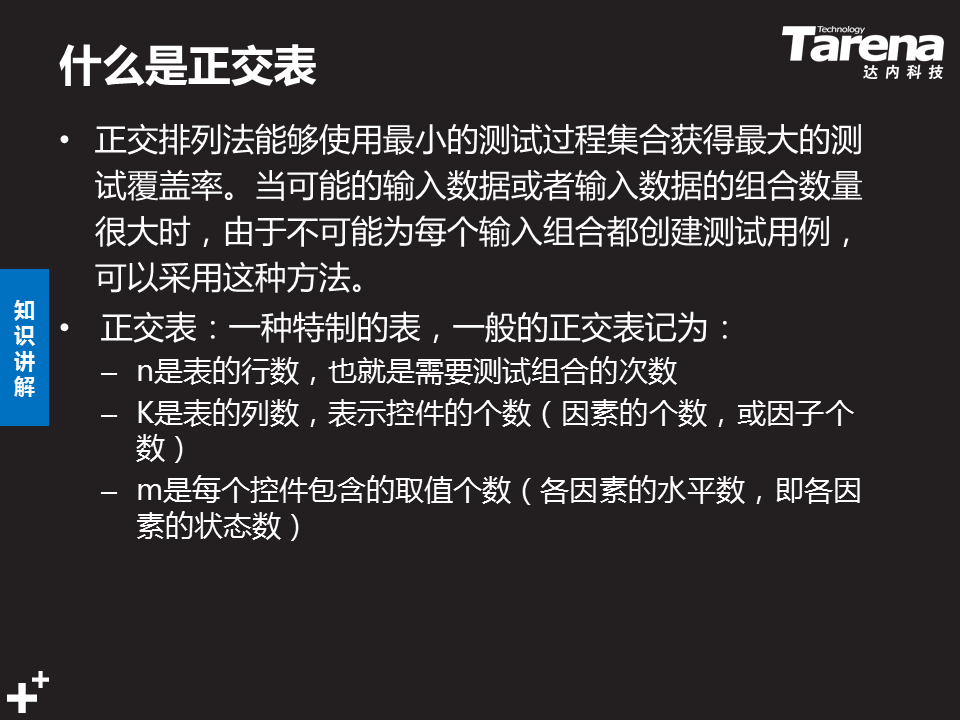 什么是正交表
Technology
Tarena
达内科技
• 正交排列法能够使用最小的测试过程集合获得最大的测
试覆盖率。当可能的输入数据或者输入数据的组合数量
很大时，由于不可能为每个输入组合都创建测试用例，
可以采用这种方法。
知识讲解
• 正交表：一种特制的表，一般的正交表记为：
– n是表的行数，也就是需要测试组合的次数
– K是表的列数，表示控件的个数（因素的个数，或因子个
数）
– m是每个控件包含的取值个数（各因素的水平数，即各因
素的状态数）